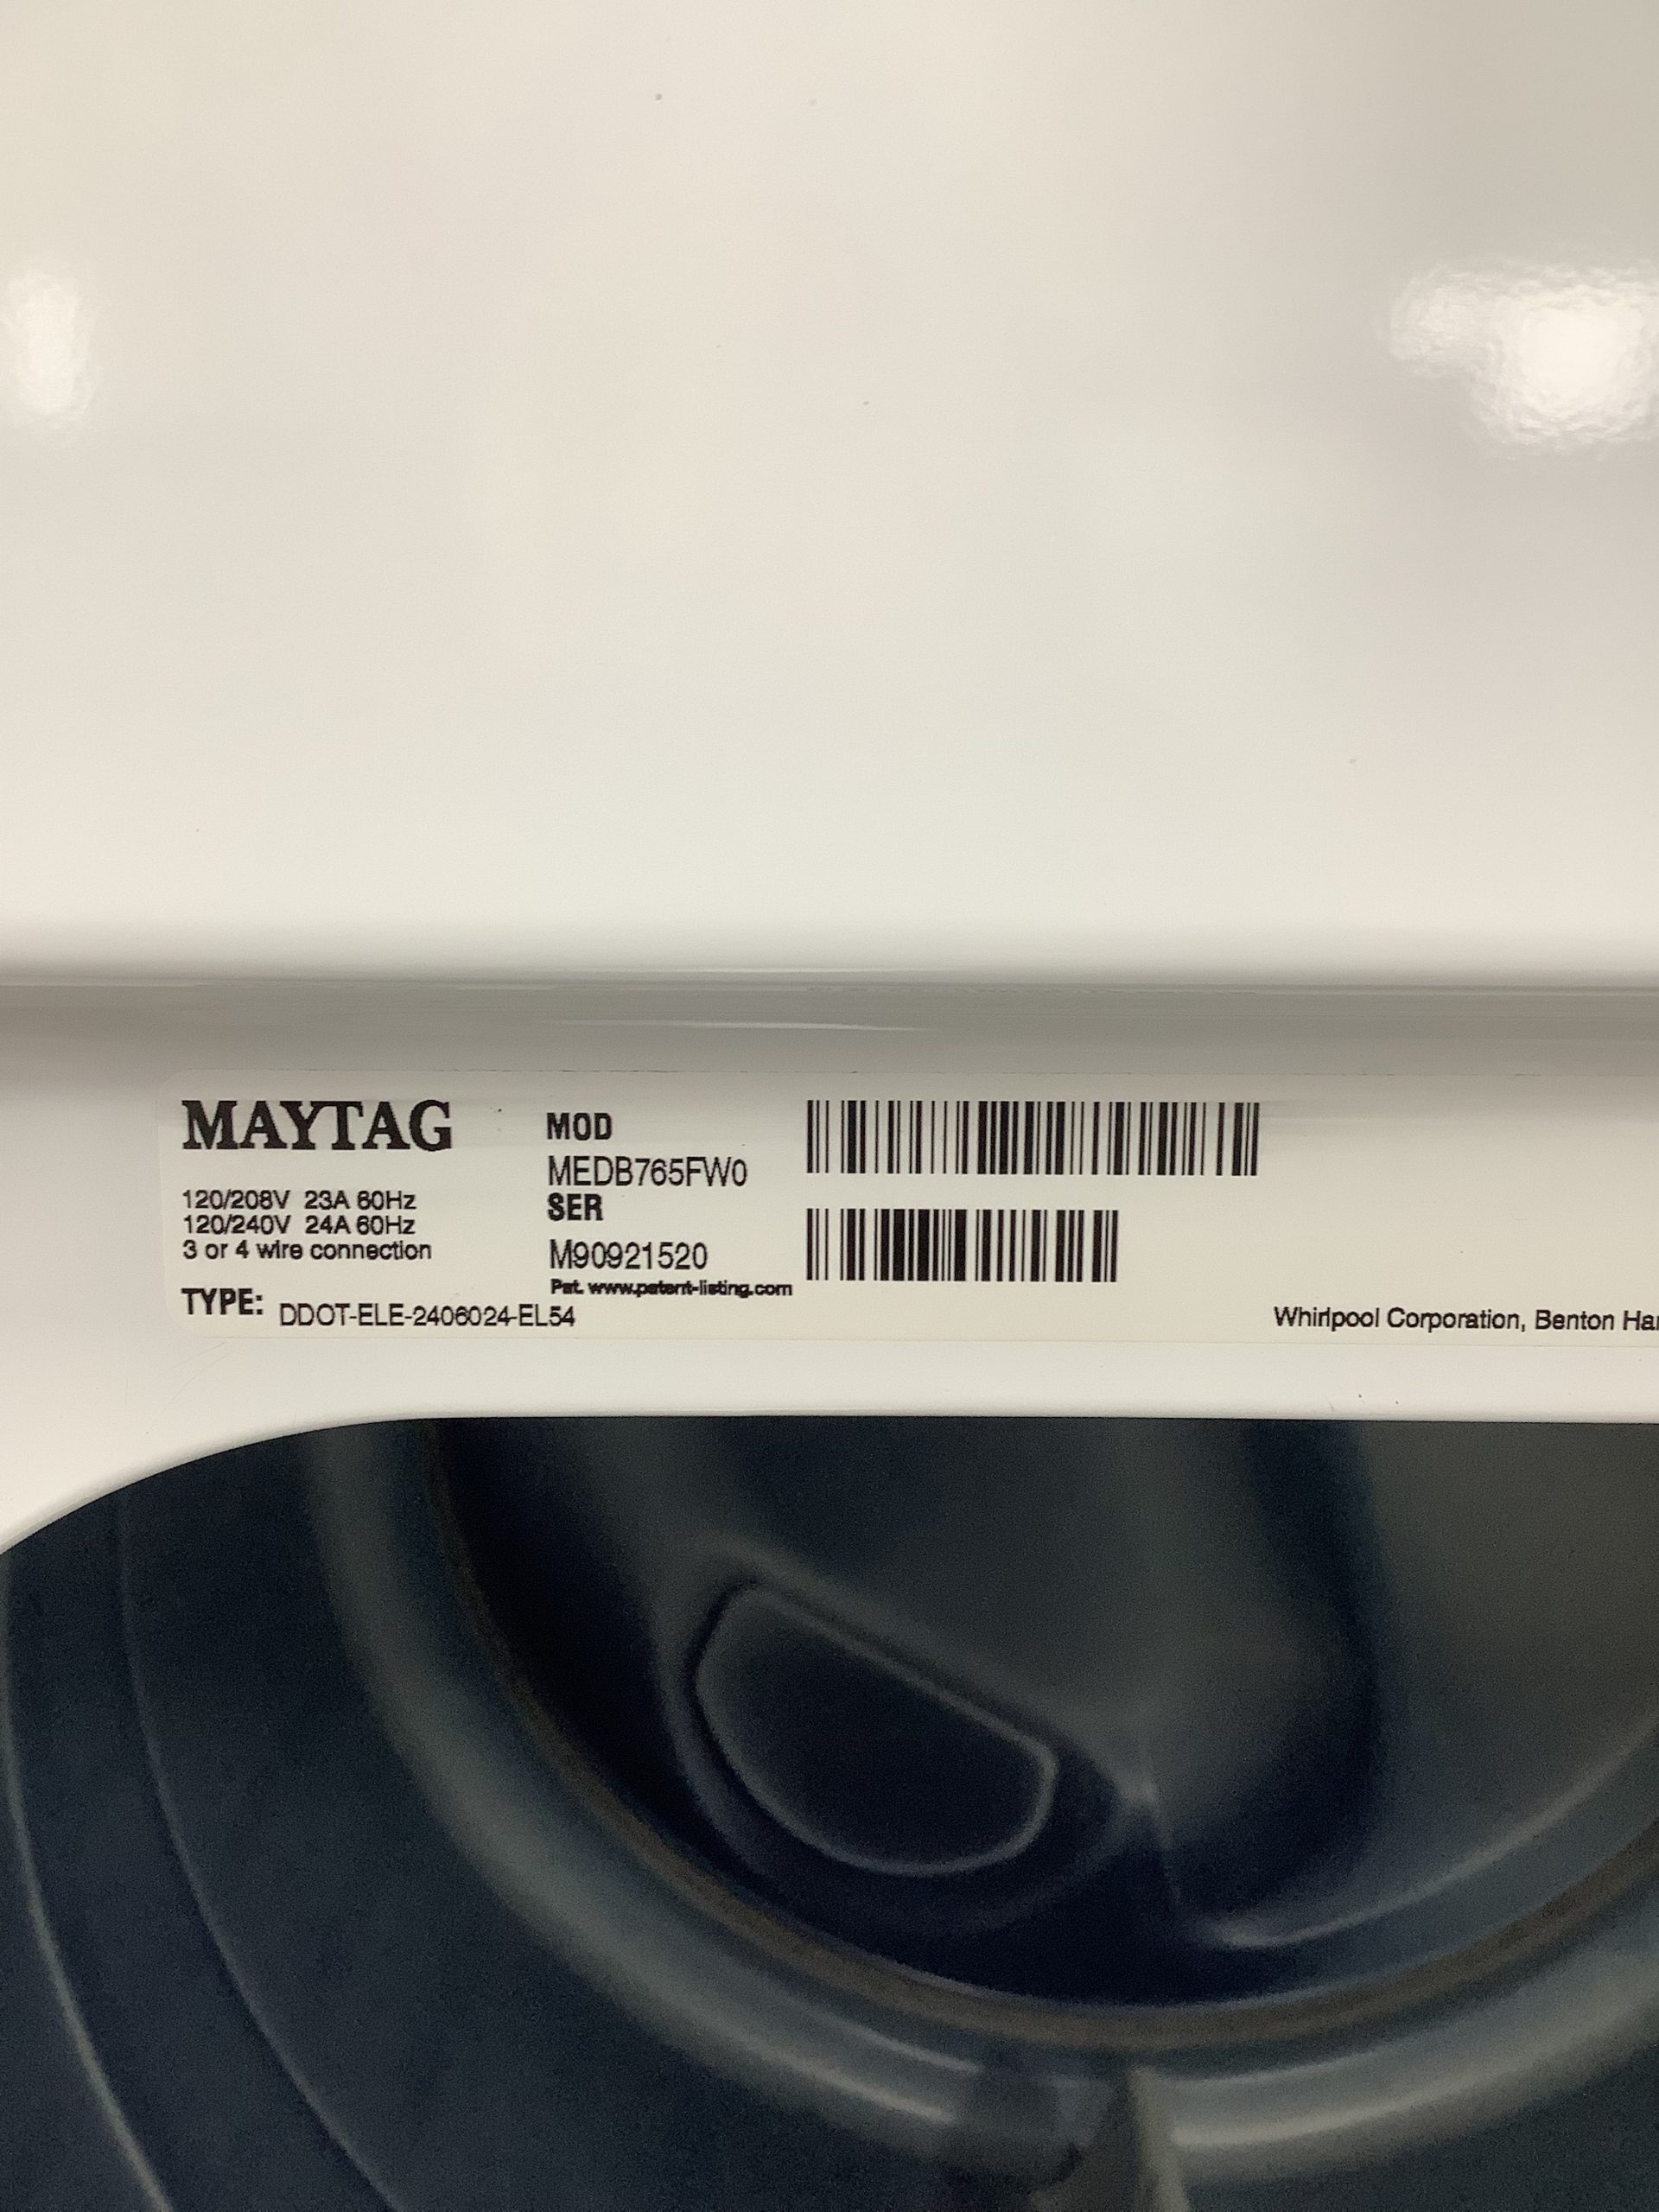 MAYTAG
120/208V 23A 60Hz
120/240V 24A 60Hz
3 or 4 wire connection
TYPE: DDOT-ELE-2406024-EL54
MOD
MEDB765FW0
SER
M90921520
Pat. www.patent-listing.com
Whirlpool Corporation, Benton Har